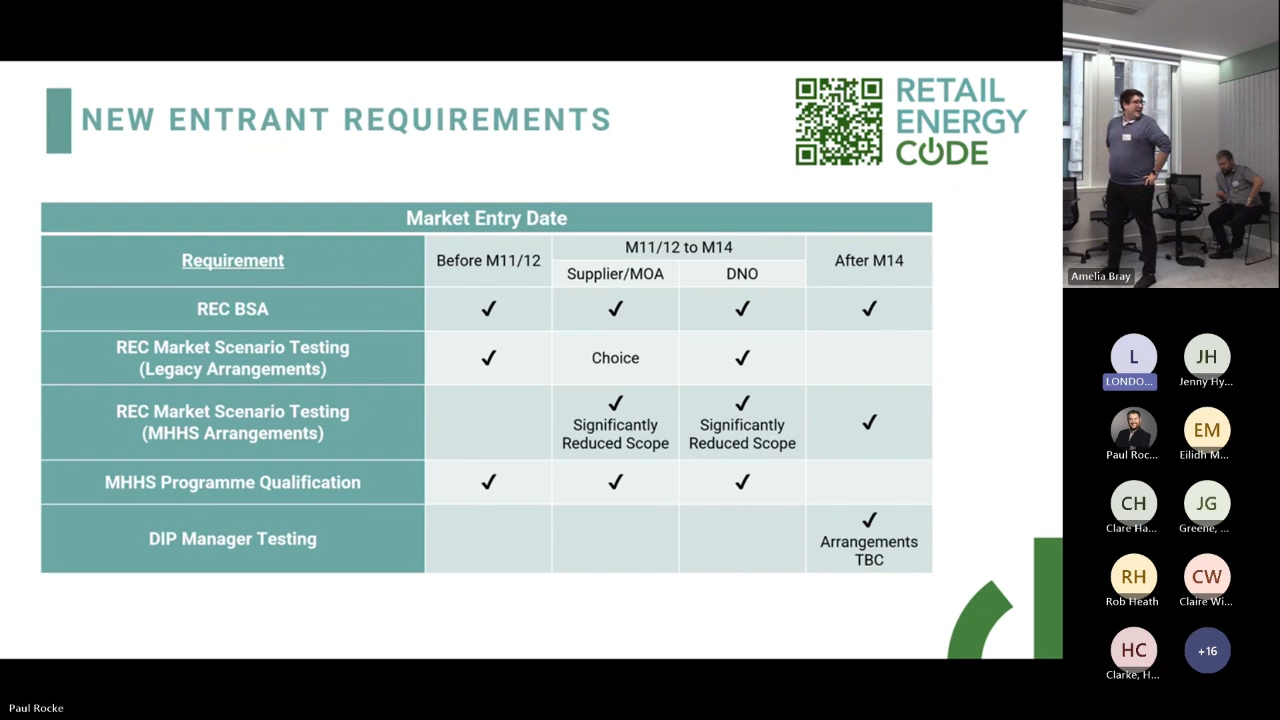 NEW ENTRANT REQUIREMENTS
RETAIL
ENERGY
CODE
Market Entry Date
Requirement
Before M11/12
M11/12 to M14
Supplier/MOA
DNO
After M14
REC BSA
✓ ✓ ✓ ✓
REC Market Scenario Testing
(Legacy Arrangements)
✓ Choice ✓
REC Market Scenario Testing
(MHHS Arrangements)
✓
Significantly
Reduced Scope
✓
Significantly
Reduced Scope
✓
MHHS Programme Qualification
✓ ✓ ✓
DIP Manager Testing
✓
Arrangements
TBC
Amelia Bray
L
LONDO...
JH
Jenny Hy...
Paul Roc...
EM
Eilidh M...
CH
Clare Ha...
JG
Greene, ...
RH
Rob Heath
CW
Claire Wi...
HC
Clarke, H...
+16
Paul Rocke